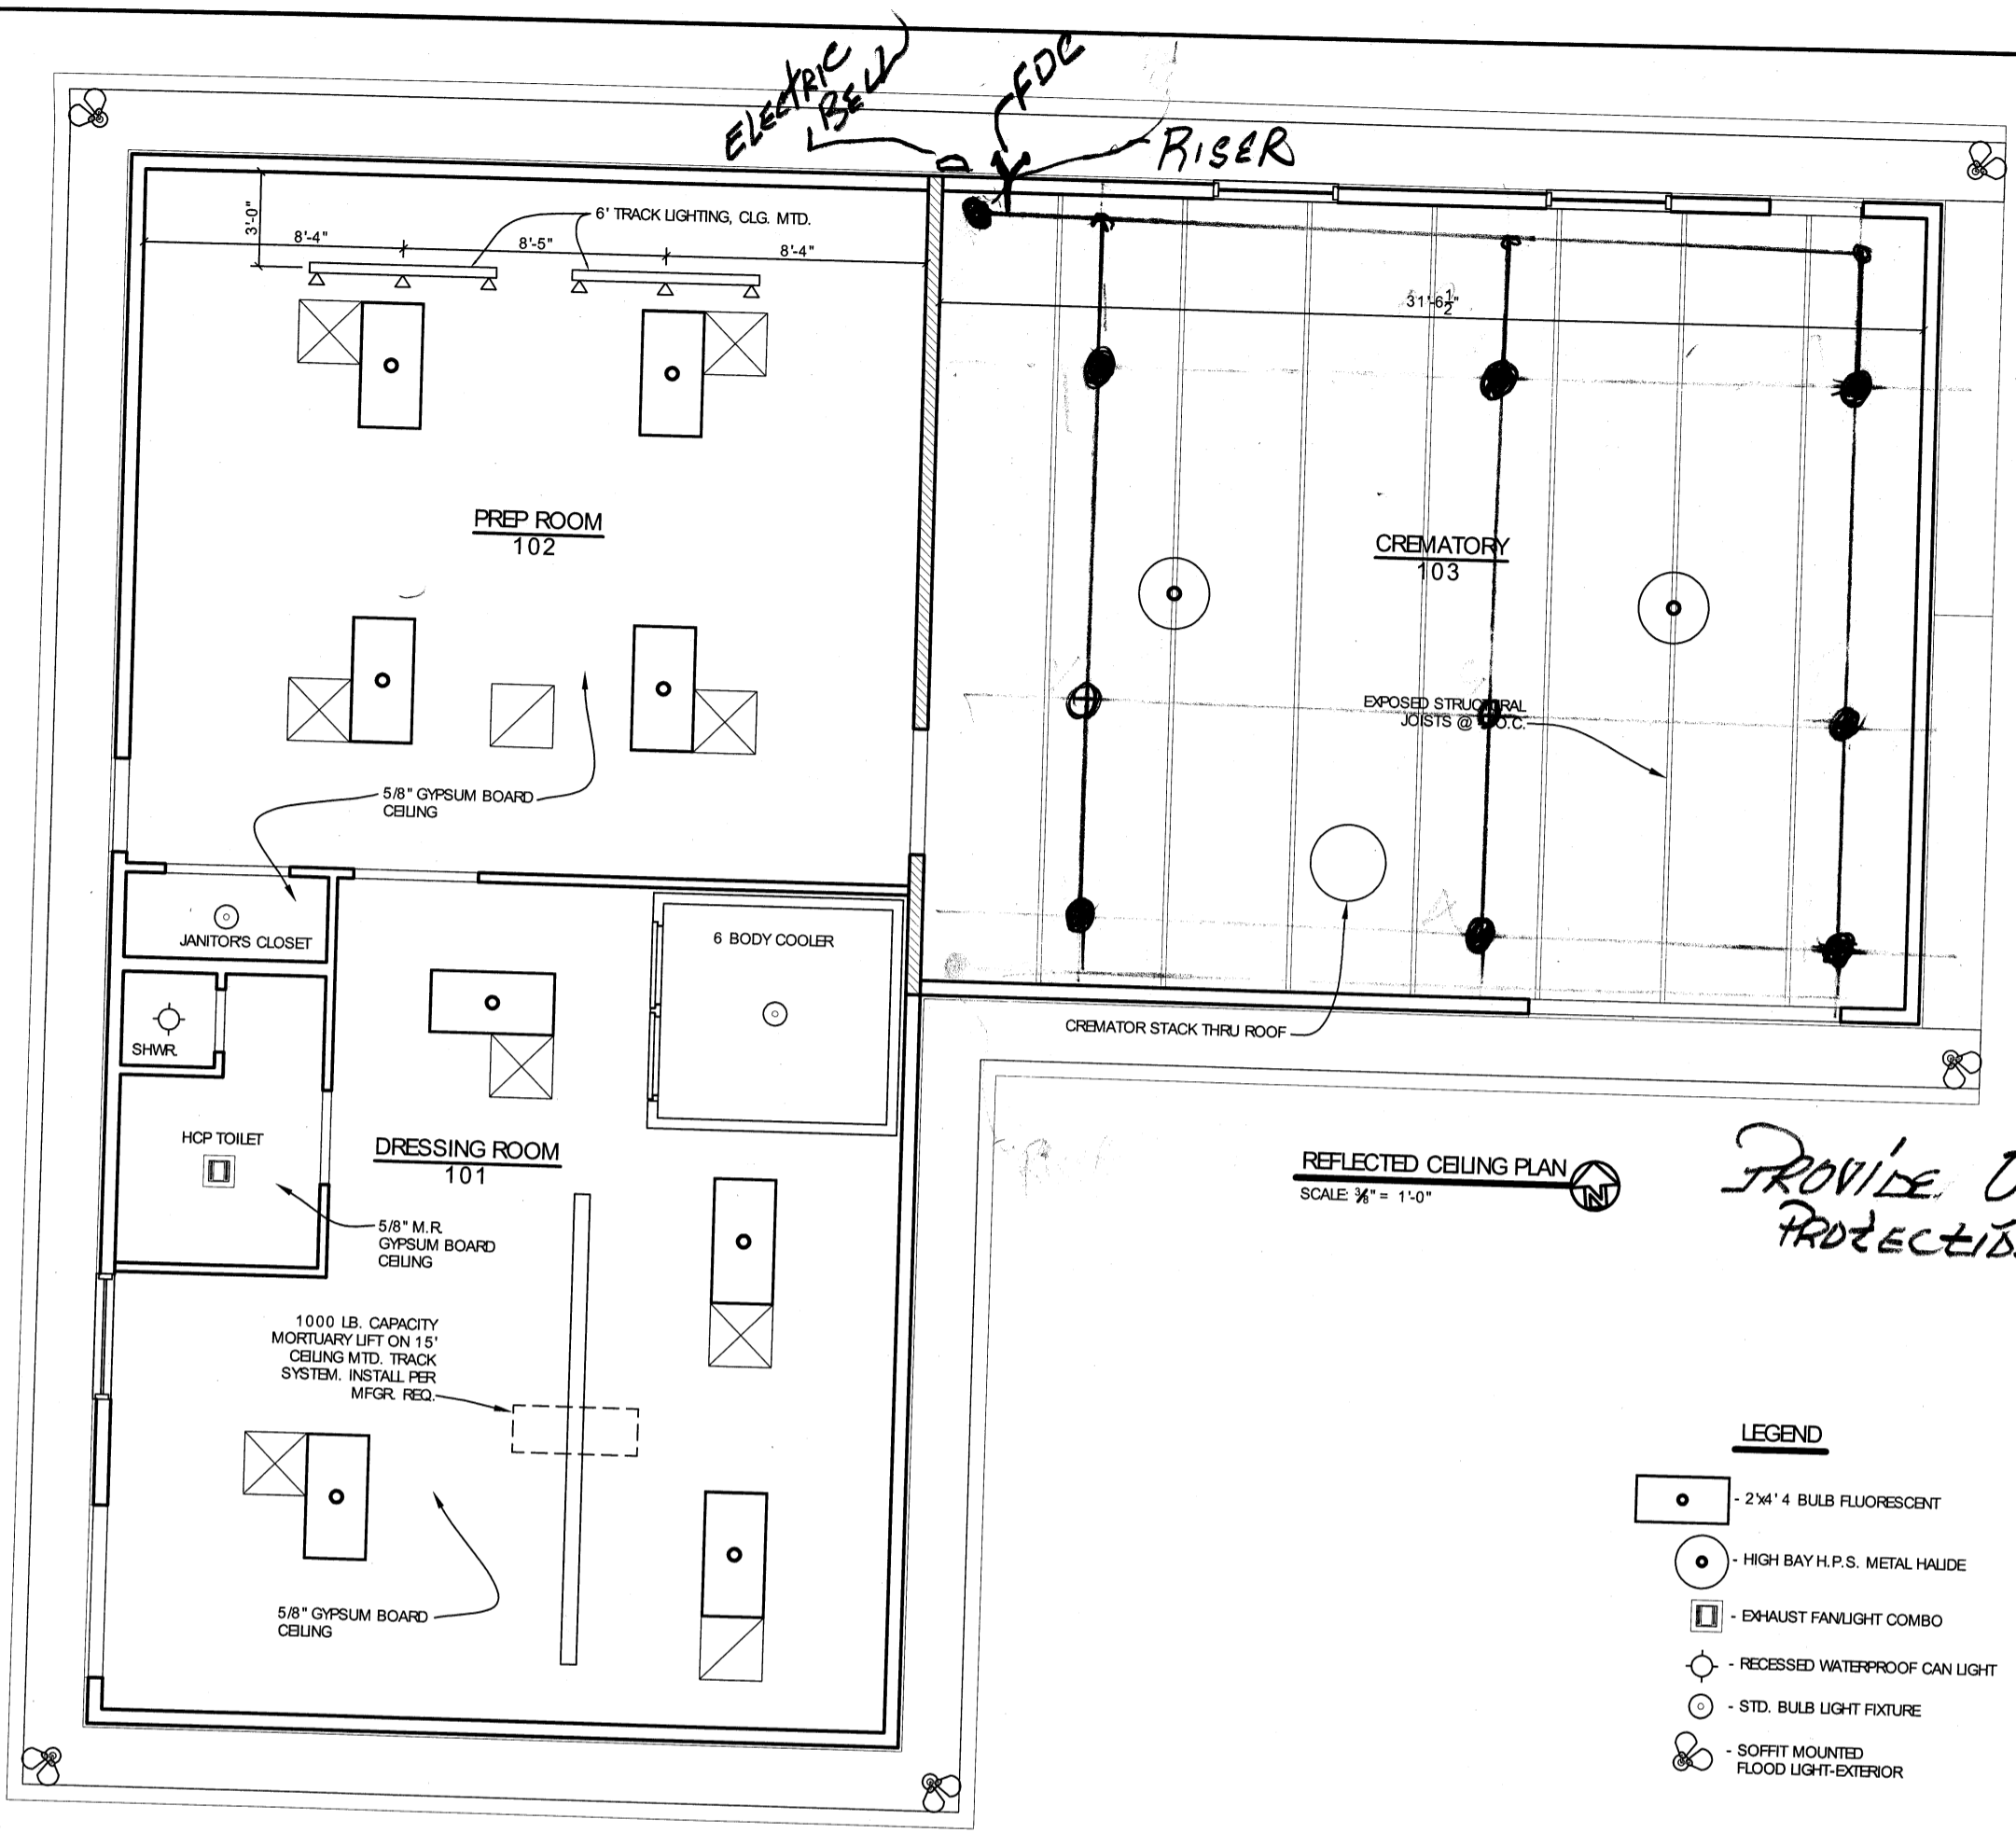 ELECTRIC
BELL
FDC
RISER
6' TRACK LIGHTING, CLG. MTD.
3'-0"
8'-4"
8'-5"
8'-4"
31'-6 1/2"
PREP ROOM
102
CREMATORY
103
EXPOSED STRUCTURAL
JOISTS @ O.C.
5/8" GYPSUM BOARD
CEILING
JANITOR'S CLOSET
6 BODY COOLER
SHWR.
CREMATOR STACK THRU ROOF
HCP TOILET
DRESSING ROOM
101
5/8" M.R.
GYPSUM BOARD
CEILING
REFLECTED CEILING PLAN
N
SCALE: 3/8" = 1'-0"
PROVIDE
1000 LB. CAPACITY
MORTUARY LIFT ON 15'
CEILING MTD. TRACK
SYSTEM. INSTALL PER
MFGR. REQ.
5/8" GYPSUM BOARD
CEILING
LEGEND
- 2'x4' 4 BULB FLUORESCENT
- HIGH BAY H.P.S. METAL HALIDE
- EXHAUST FAN/LIGHT COMBO
- RECESSED WATERPROOF CAN LIGHT
- STD. BULB LIGHT FIXTURE
- SOFFIT MOUNTED
FLOOD LIGHT-EXTERIOR